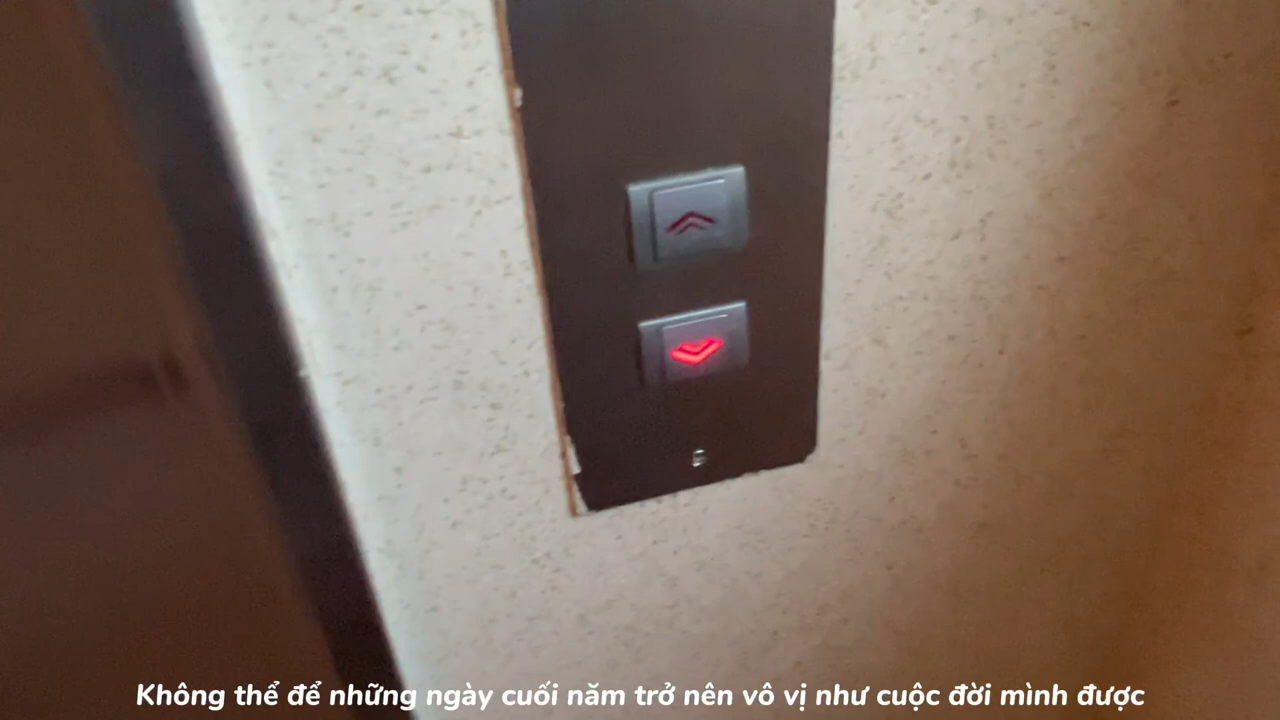 Không thể để những ngày cuối năm trở nên vô vị như cuộc đời mình được